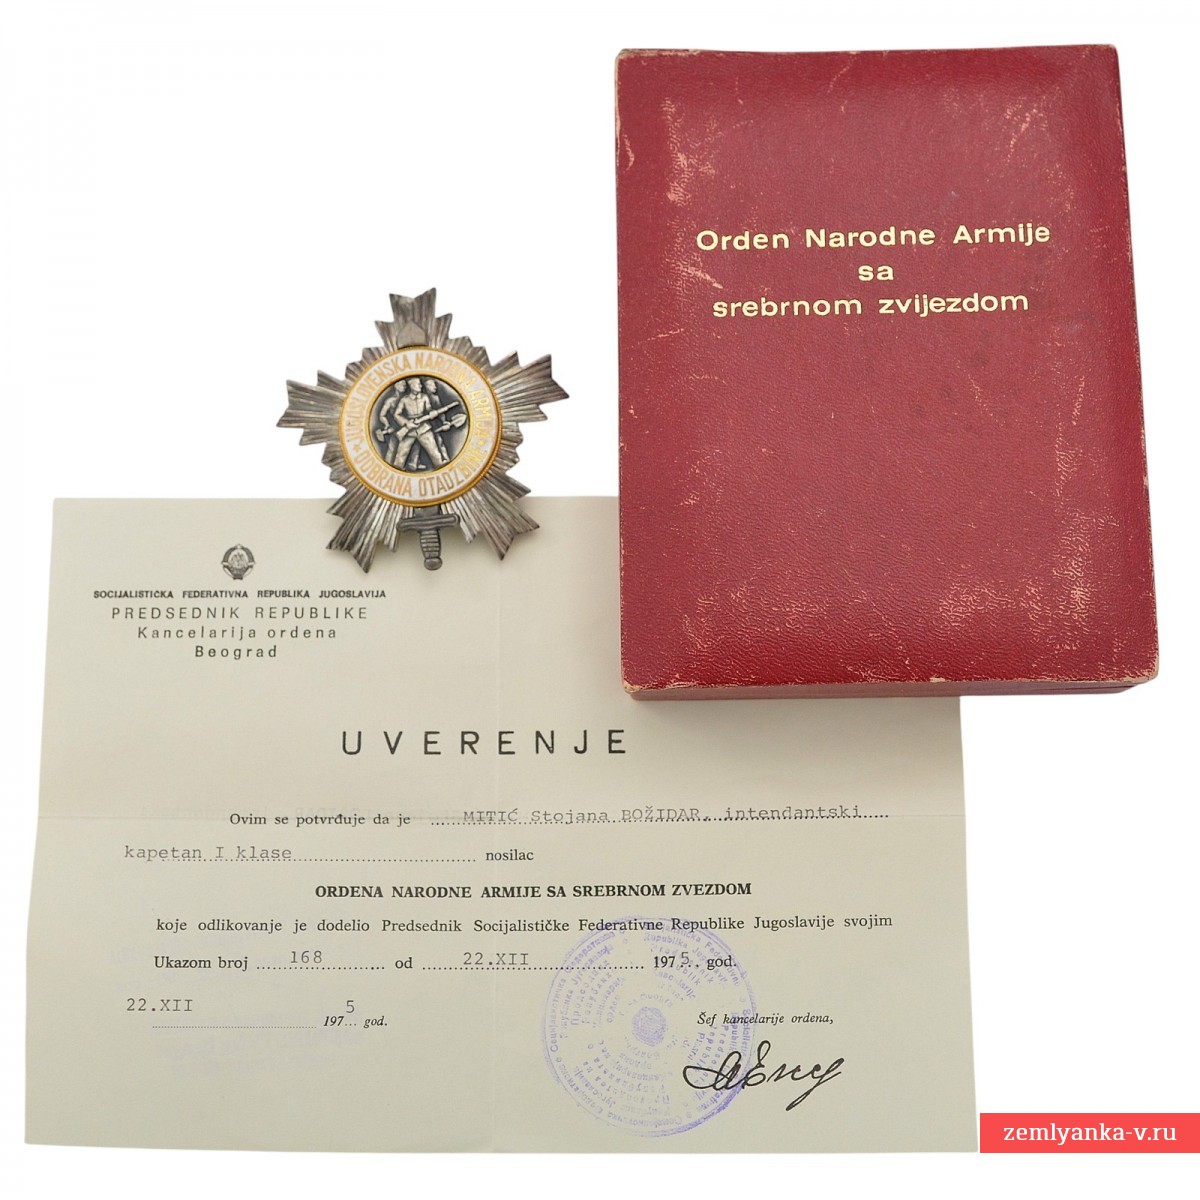 Orden Narodne Armije
sa
srebrnom zvijezdom
JUGOSLOVENSKA NARODNA ARMIJA
ODBRANA OTADŽBINE
SOCIJALISTIČKA FEDERATIVNA REPUBLIKA JUGOSLAVIJA
PREDSEDNIK REPUBLIKE
Kancelarija ordena
Beograd
UVERENJE
Ovim se potvrđuje da je MITIĆ Stojana BOŽIDAR, intendantski
kapetan I klase nosilac
ORDENA NARODNE ARMIJE SA SREBRNOM ZVEZDOM
koje odlikovanje je dodelio Predsednik Socijalističke Federativne Republike Jugoslavije svojim
Ukazom broj 168 od 22.XII 1975. god.
22.XII 1975 god.
Šef kancelarije ordena,
zemlyanka-v.ru